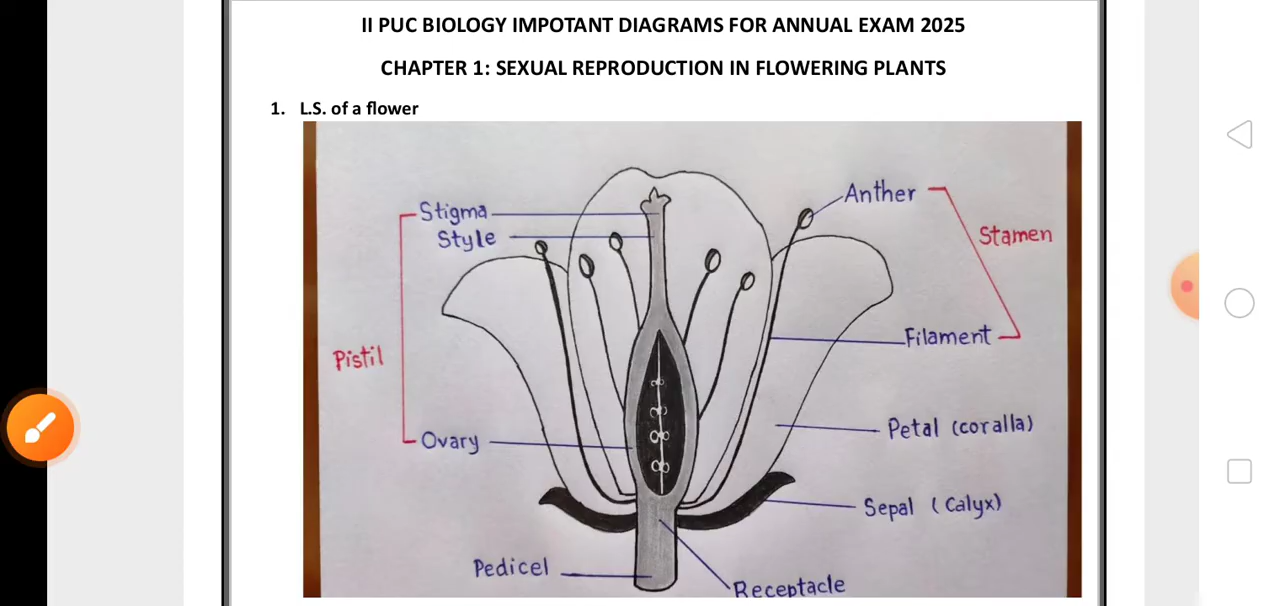 II PUC BIOLOGY IMPOTANT DIAGRAMS FOR ANNUAL EXAM 2025
CHAPTER 1: SEXUAL REPRODUCTION IN FLOWERING PLANTS
1. L.S. of a flower
Stigma
Style
Anther
Stamen
Filament
Pistil
Ovary
Petal (coralla)
Sepal (Calyx)
Pedicel
Receptacle